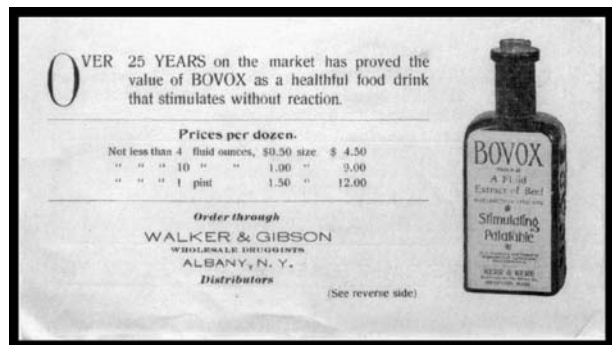 OVER 25 YEARS on the market has proved the
value of BOVOX as a healthful food drink
that stimulates without reaction.
Prices per dozen.
Not less than 4 fluid ounces, $0.50 size $ 4.50
" " " 10 " " 1.00 " 9.00
" " " 1 pint 1.50 " 12.00
Order through
WALKER & GIBSON
WHOLESALE DRUGGISTS
ALBANY, N. Y.
Distributors
(See reverse side)
BOVOX
A Fluid
Extract of Beef
Stimulating
Palatable
KERR & KERR